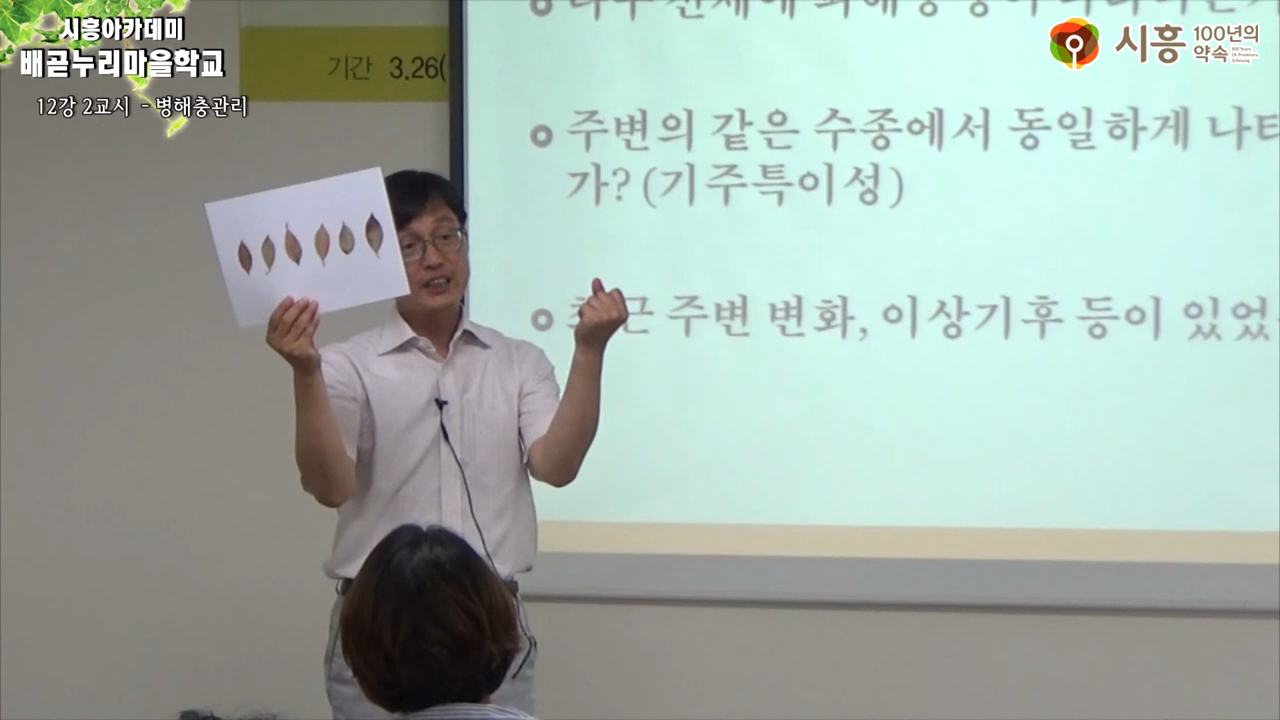 시흥아카데미
배곧누리마을학교
12강 2교시 - 병해충관리
시흥 100년의 약속
기간 3.26(
주변의 같은 수종에서 동일하게 나타
가? (기주특이성)
주변 변화, 이상기후 등이 있었